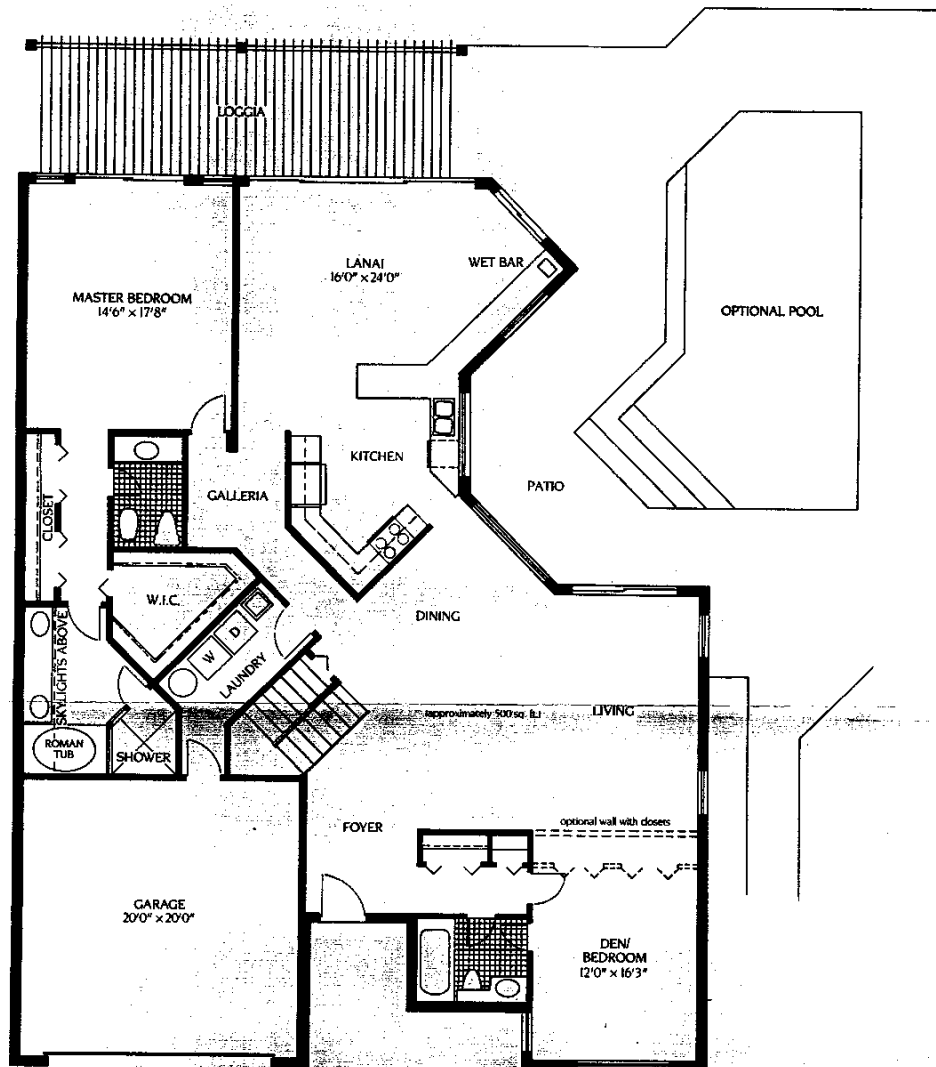 LOGGIA
LANAI
16'0" × 24'0"
WET BAR
MASTER BEDROOM
14'6" × 17'8"
OPTIONAL POOL
KITCHEN
GALLERIA
PATIO
CLOSET
W.I.C.
DINING
SKYLIGHTS ABOVE
W
D
LAUNDRY
(approximately 500 sq. ft.)
LIVING
ROMAN
TUB
SHOWER
FOYER
optional wall with closets
GARAGE
20'0" × 20'0"
DEN/
BEDROOM
12'0" × 16'3"